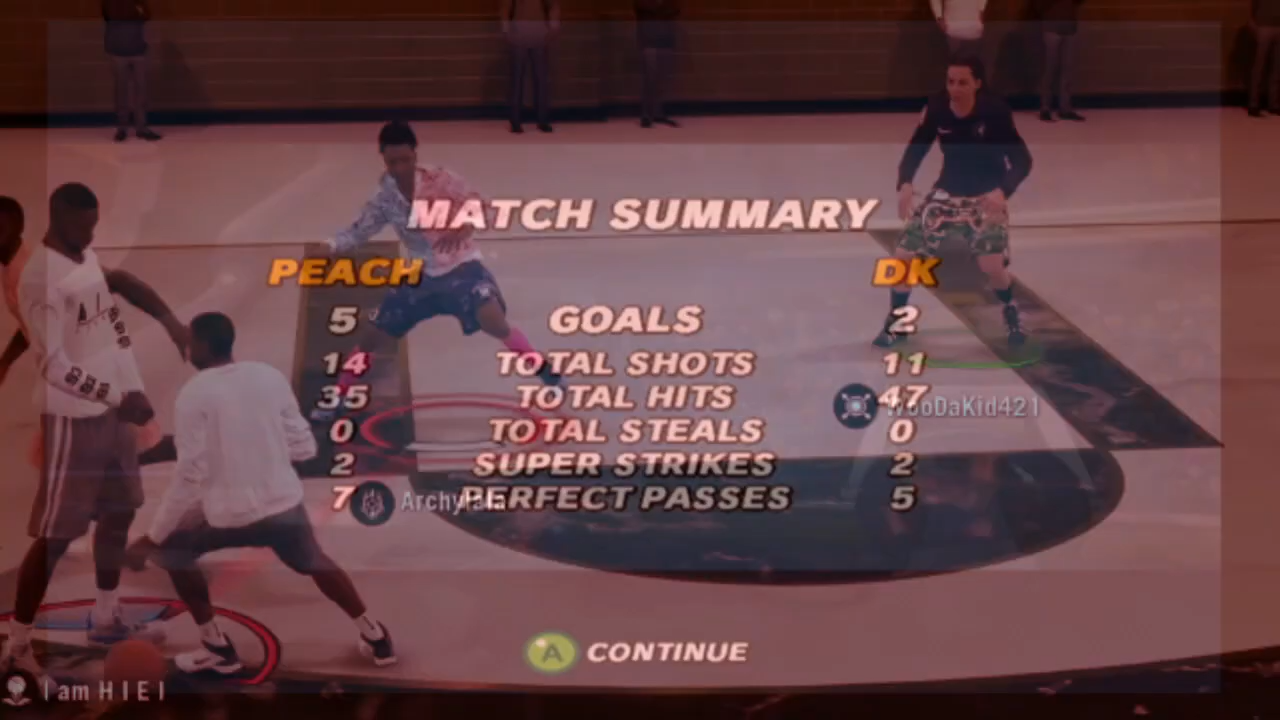 MATCH SUMMARY
PEACH DK
5 GOALS 2
14 TOTAL SHOTS 11
35 TOTAL HITS 47
WooDaKid421
0 TOTAL STEALS 0
2 SUPER STRIKES 2
7 PERFECT PASSES 5
A CONTINUE
I am H I E I